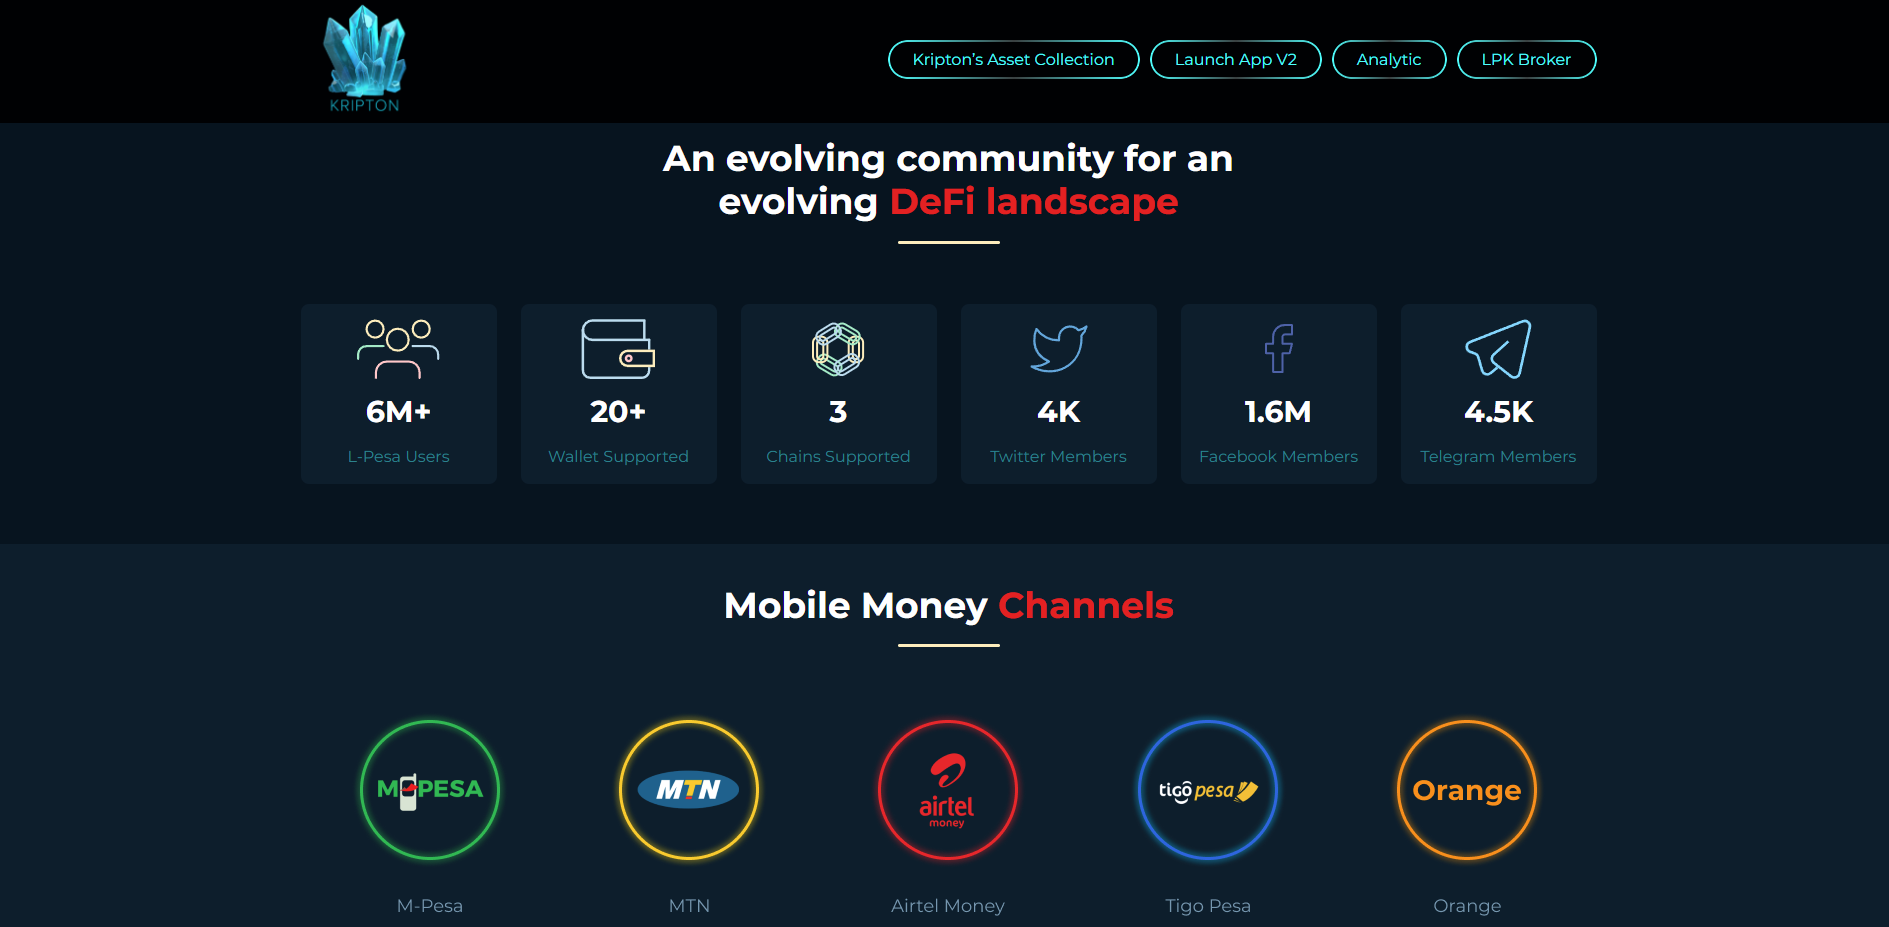 KRIPTON
Kripton's Asset Collection
Launch App V2
Analytic
LPK Broker
An evolving community for an
evolving DeFi landscape
6M+
L-Pesa Users
20+
Wallet Supported
3
Chains Supported
4K
Twitter Members
1.6M
Facebook Members
4.5K
Telegram Members
Mobile Money Channels
M-PESA
MTN
airtel
money
tigo pesa
Orange
M-Pesa
MTN
Airtel Money
Tigo Pesa
Orange